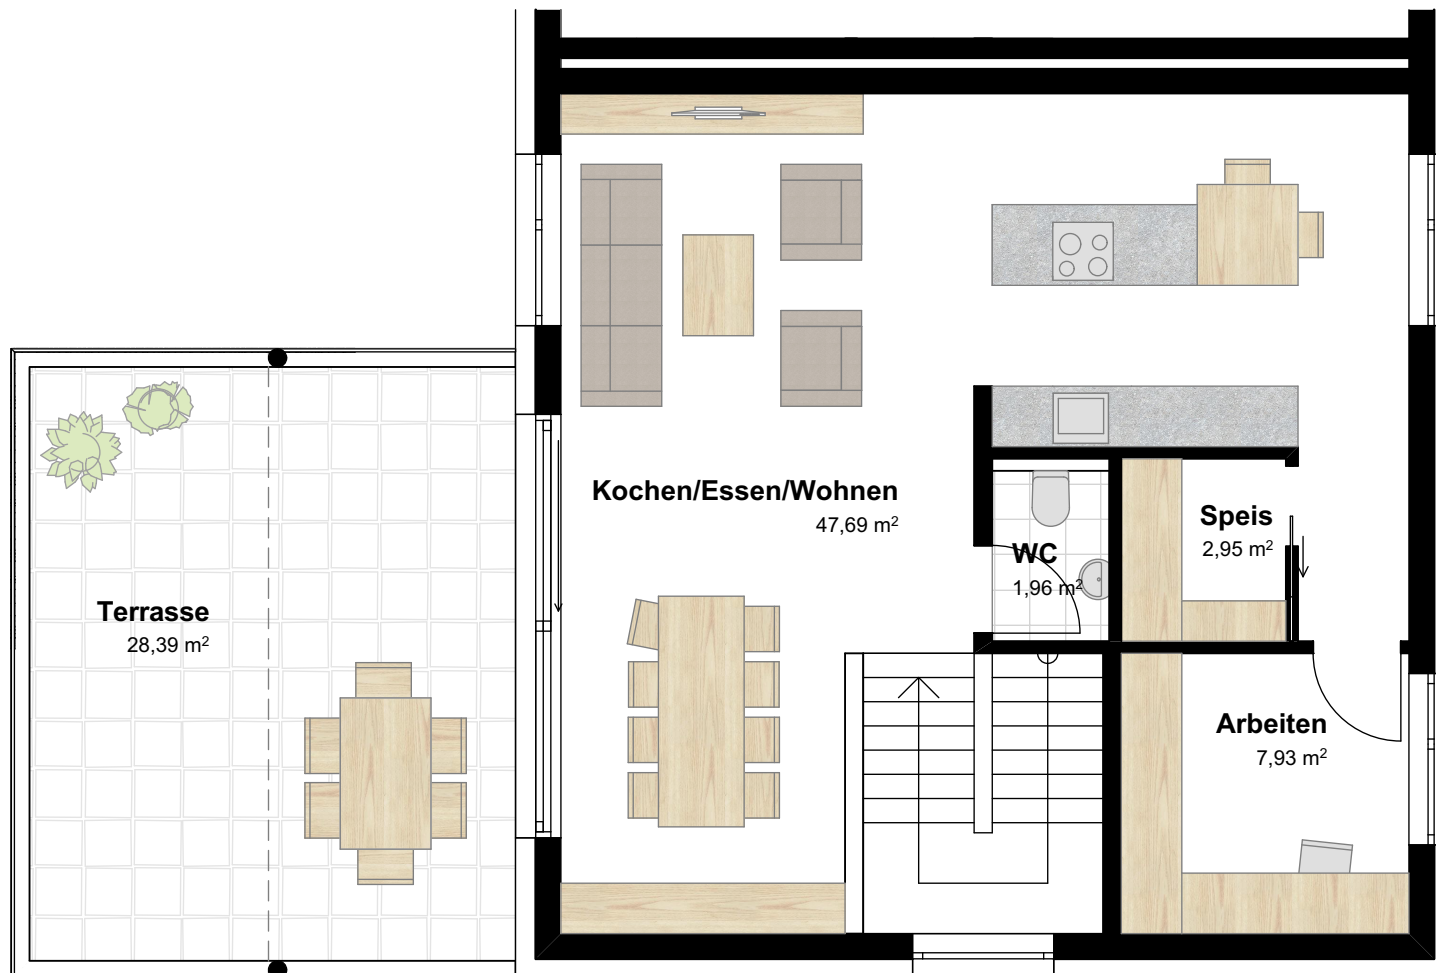 Kochen/Essen/Wohnen
47,69 m²
WC
1,96 m²
Speis
2,95 m²
Terrasse
28,39 m²
Arbeiten
7,93 m²